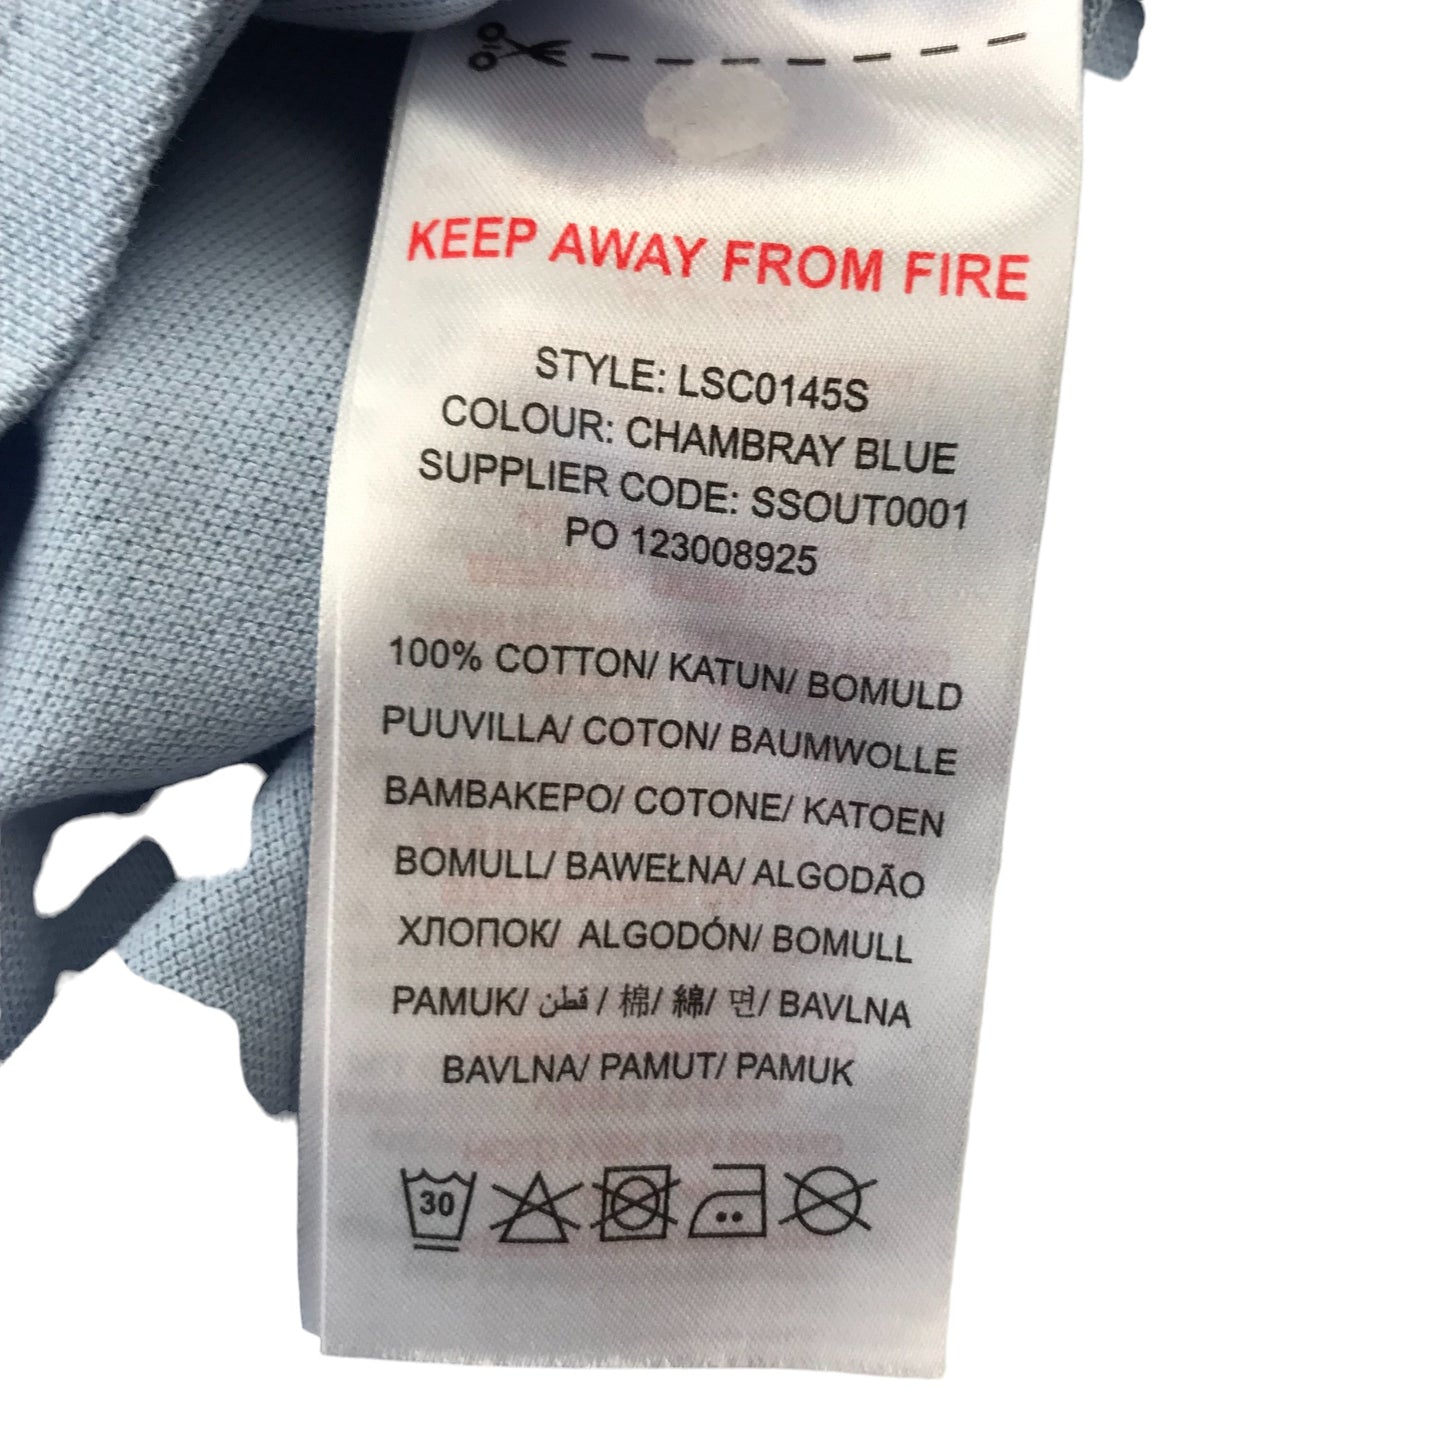 KEEP AWAY FROM FIRE
STYLE: LSC0145S
COLOUR: CHAMBRAY BLUE
SUPPLIER CODE: SSOUT0001
PO 123008925
100% COTTON/ KATUN/ BOMULD
PUUVILLA/ COTON/ BAUMWOLLE
ΒΑΜΒΑΚΕΡΟ/ COTONE/ KATOEN
BOMULL/ BAWEŁNA/ ALGODÃO
ХЛОПОК/ ALGODÓN/ BOMULL
PAMUK/ قطن / 棉/ 綿/ 면/ BAVLNA
BAVLNA/ PAMUT/ PAMUK
30